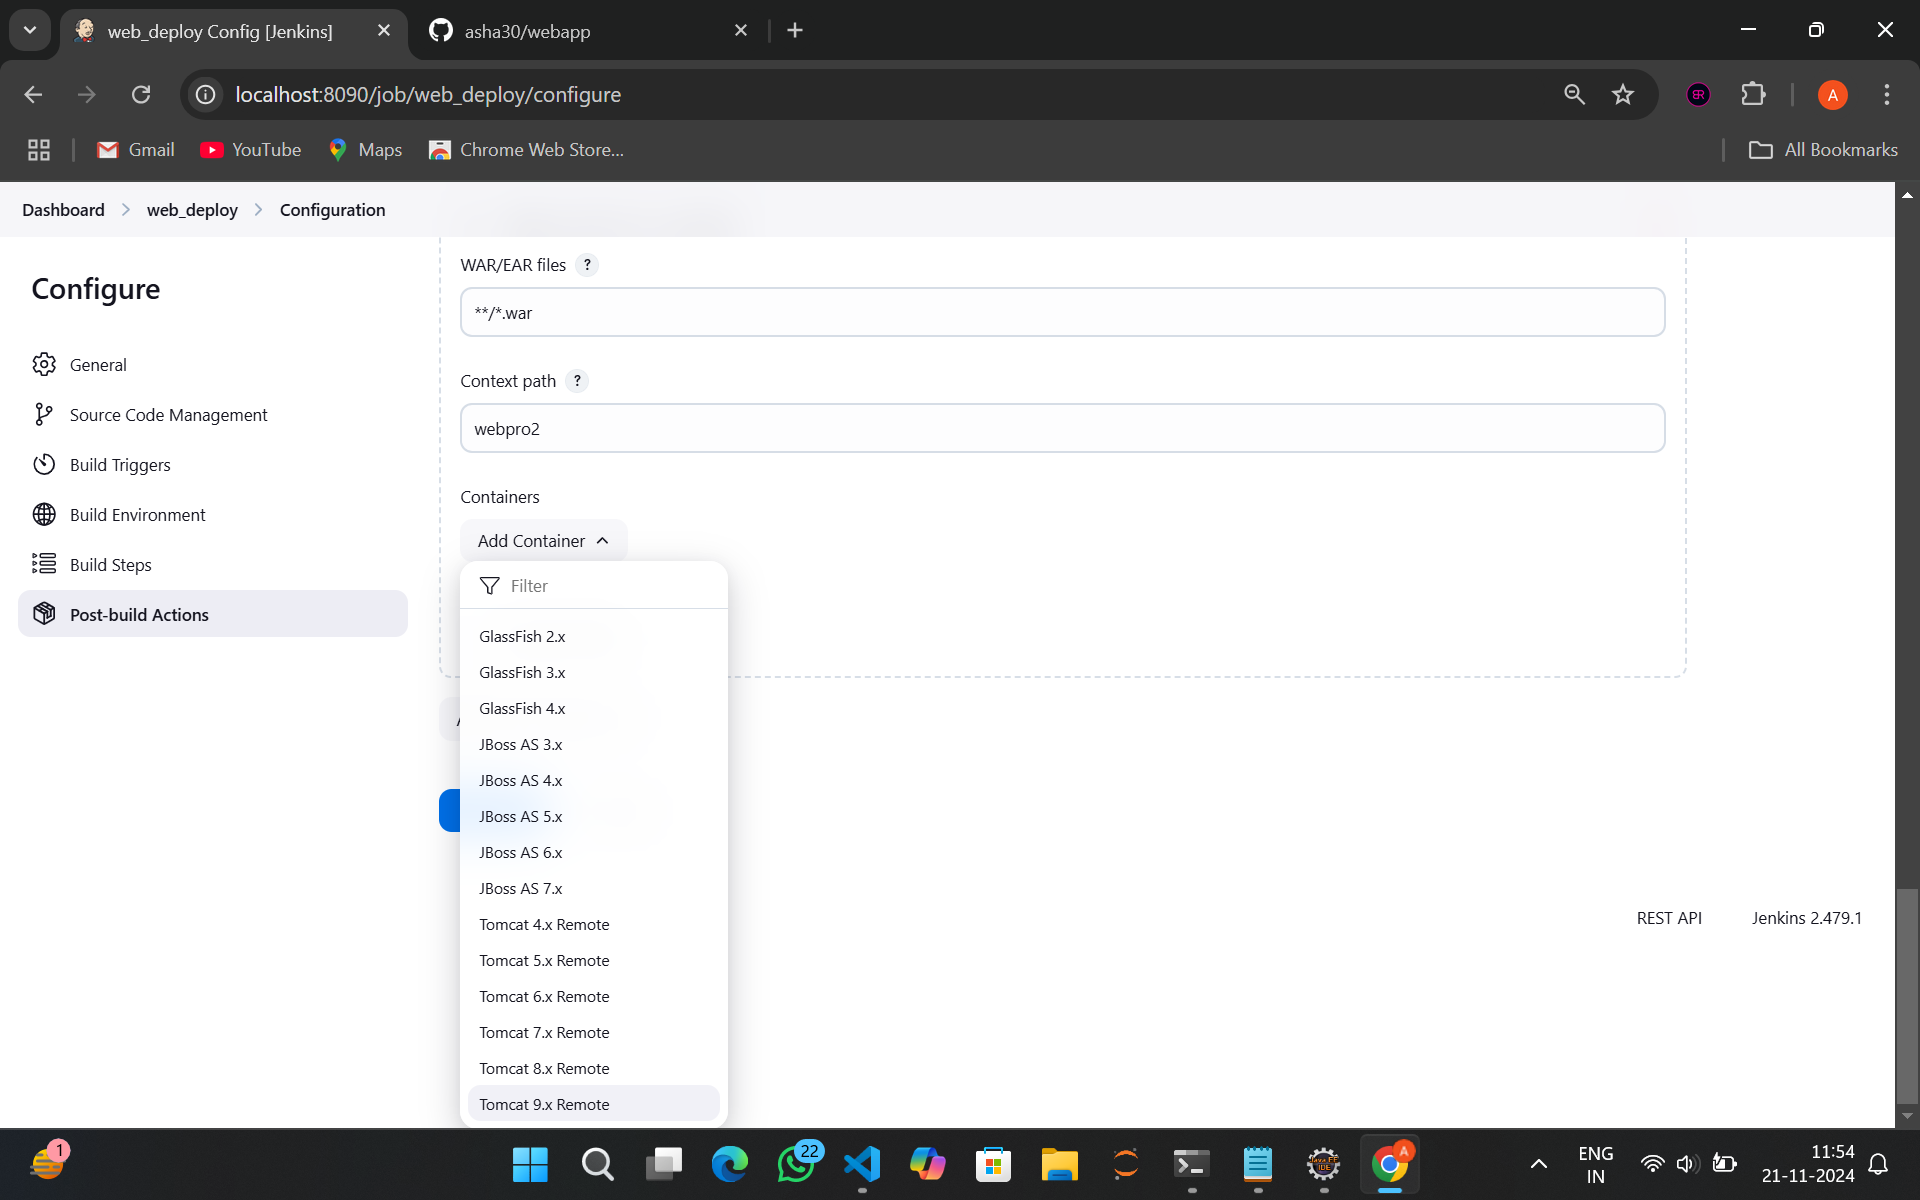 web_deploy Config [Jenkins]
asha30/webapp
localhost:8090/job/web_deploy/configure
A
Gmail
YouTube
Maps
Chrome Web Store...
All Bookmarks
Dashboard
web_deploy
Configuration
Configure
General
Source Code Management
Build Triggers
Build Environment
Build Steps
Post-build Actions
WAR/EAR files ?
**/*.war
Context path ?
webpro2
Containers
Add Container
Filter
GlassFish 2.x
GlassFish 3.x
GlassFish 4.x
JBoss AS 3.x
JBoss AS 4.x
JBoss AS 5.x
JBoss AS 6.x
JBoss AS 7.x
Tomcat 4.x Remote
Tomcat 5.x Remote
Tomcat 6.x Remote
Tomcat 7.x Remote
Tomcat 8.x Remote
Tomcat 9.x Remote
REST API
Jenkins 2.479.1
1
22
Java EE
IDE
A
ENG
IN
11:54
21-11-2024